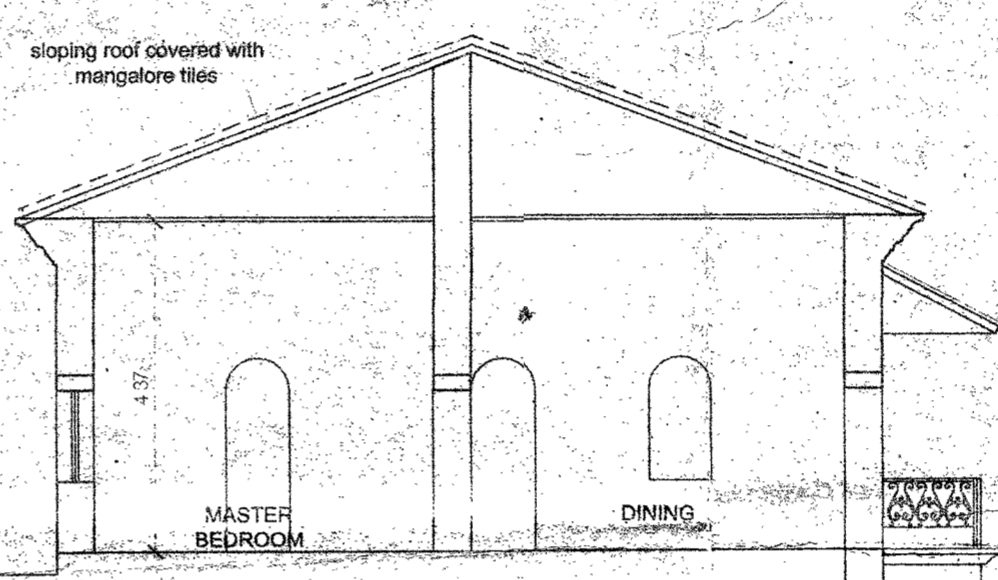 sloping roof covered with
mangalore tiles
4 37
MASTER
BEDROOM
DINING